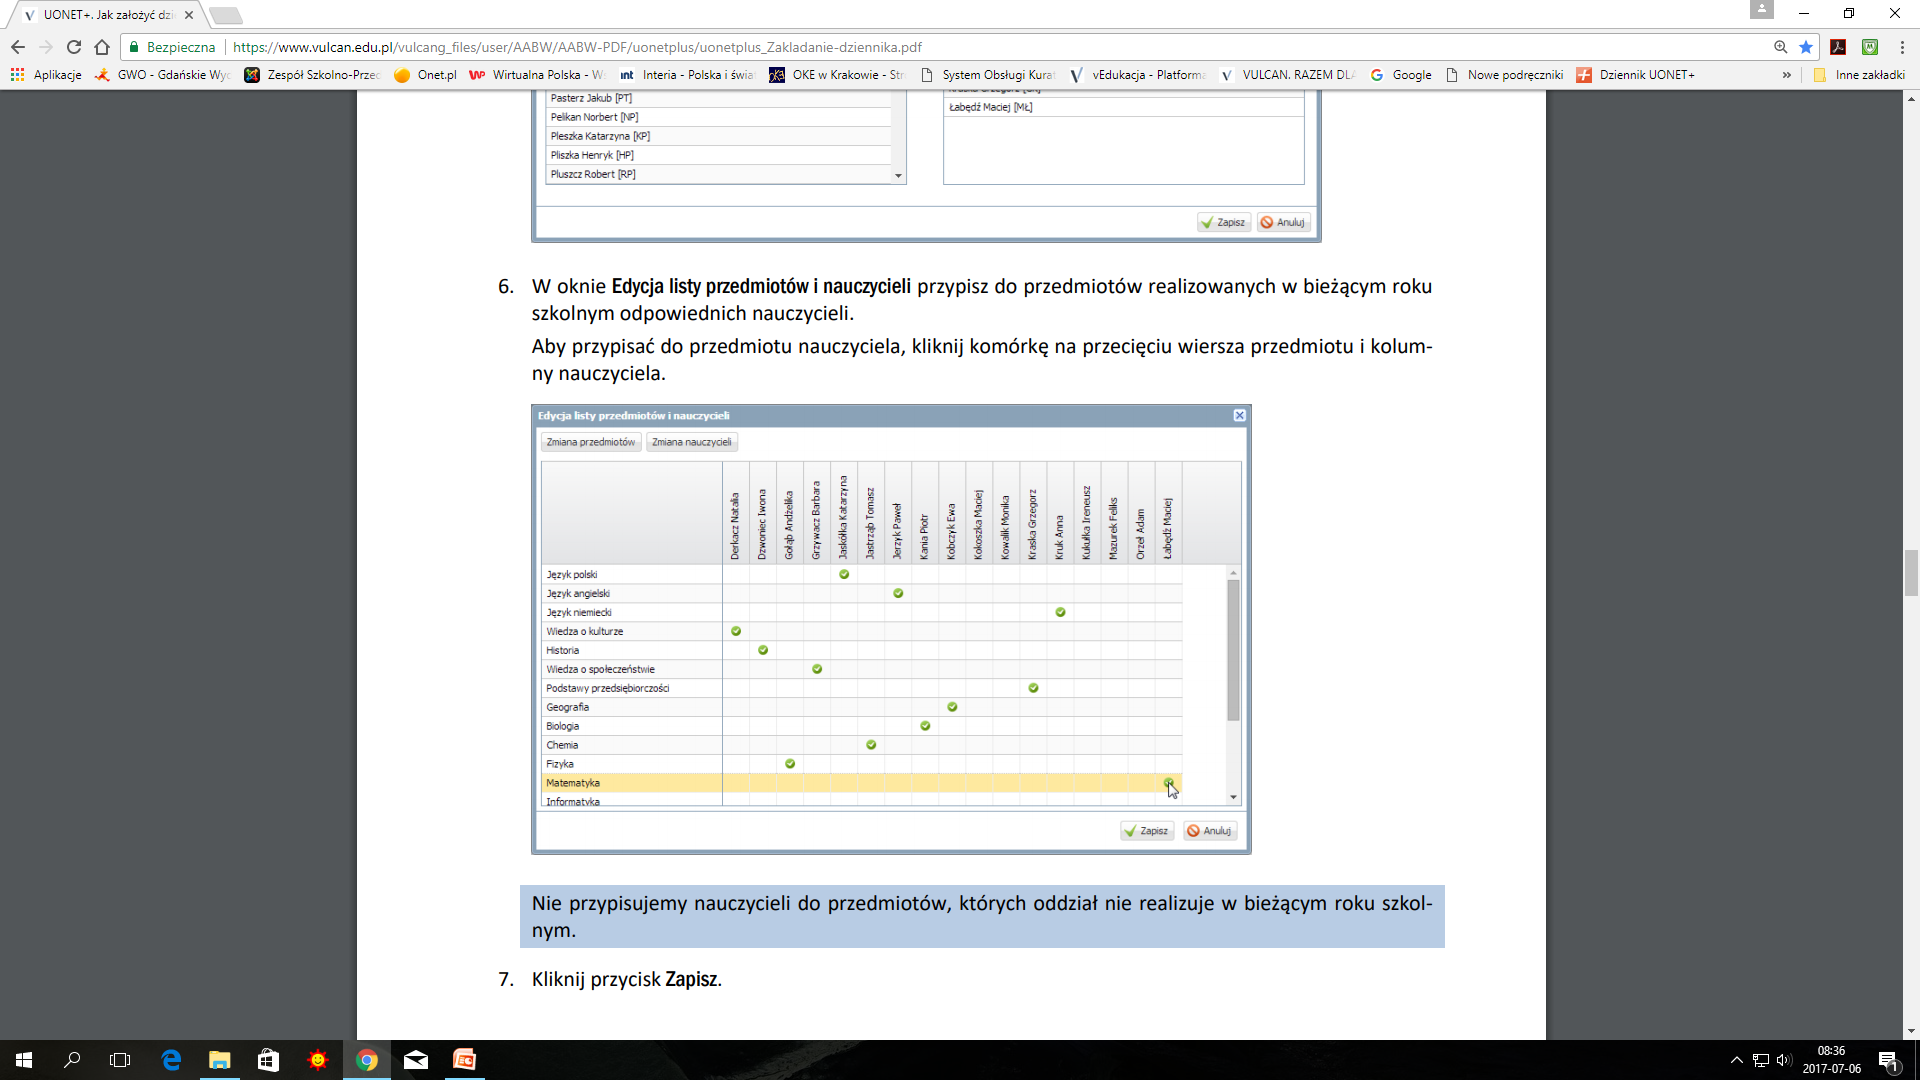 UONET+. Jak założyć dzi
Bezpieczna
https://www.vulcan.edu.pl/vulcang_files/user/AABW/AABW-PDF/uonetplus/uonetplus_Zakladanie-dziennika.pdf
Aplikacje
GWO - Gdańskie Wyd
Zespół Szkolno-Przed
Onet.pl
Wirtualna Polska - W
Interia - Polska i świat
OKE w Krakowie - Str
System Obsługi Kurat
vEdukacja - Platforma
VULCAN. RAZEM DLA
Google
Nowe podręczniki
Dziennik UONET+
»
Inne zakładki
Pasterz Jakub [PT]
Pelikan Norbert [NP]
Pleszka Katarzyna [KP]
Pliszka Henryk [HP]
Pluszcz Robert [RP]
Łabędź Maciej [MŁ]
Zapisz
Anuluj
6. W oknie Edycja listy przedmiotów i nauczycieli przypisz do przedmiotów realizowanych w bieżącym roku
szkolnym odpowiednich nauczycieli.
Aby przypisać do przedmiotu nauczyciela, kliknij komórkę na przecięciu wiersza przedmiotu i kolum-
ny nauczyciela.
Edycja listy przedmiotów i nauczycieli
Zmiana przedmiotów
Zmiana nauczycieli
Derkacz Natalia
Dzwoniec Iwona
Gołąb Andżelika
Grzywacz Barbara
Jaskółka Katarzyna
Jastrząb Tomasz
Jerzyk Paweł
Kania Piotr
Kobczyk Ewa
Kokoszka Maciej
Kowalik Monika
Kraska Grzegorz
Kruk Anna
Kukułka Ireneusz
Mazurek Feliks
Orzeł Adam
Łabędź Maciej
Język polski
Język angielski
Język niemiecki
Wiedza o kulturze
Historia
Wiedza o społeczeństwie
Podstawy przedsiębiorczości
Geografia
Biologia
Chemia
Fizyka
Matematyka
Informatyka
Zapisz
Anuluj
Nie przypisujemy nauczycieli do przedmiotów, których oddział nie realizuje w bieżącym roku szkol-
nym.
7. Kliknij przycisk Zapisz.
08:36
2017-07-06
1